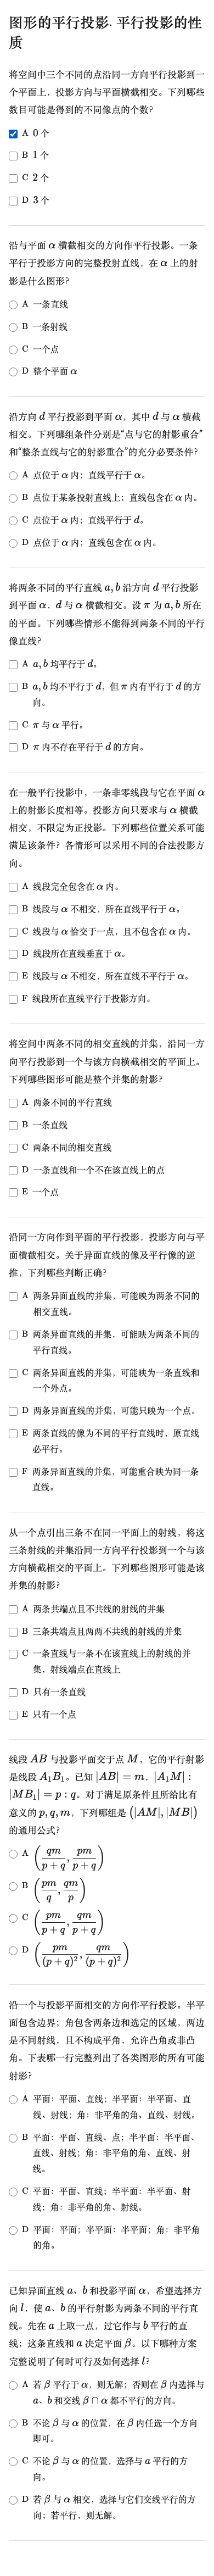 图形的平行投影. 平行投影的性
质
将空间中三个不同的点沿同一方向平行投影到一
个平面上，投影方向与平面横截相交。下列哪些
数目可能是得到的不同像点的个数？
A 0 个
B 1 个
C 2 个
D 3 个
沿与平面 α 横截相交的方向作平行投影。一条
平行于投影方向的完整投射直线，在 α 上的射
影是什么图形？
A 一条直线
B 一条射线
C 一个点
D 整个平面 α
沿方向 d 平行投影到平面 α，其中 d 与 α 横截
相交。下列哪组条件分别是“点与它的射影重合”
和“整条直线与它的射影重合”的充分必要条件？
A 点位于 α 内；直线平行于 α。
B 点位于某条投射直线上；直线包含在 α 内。
C 点位于 α 内；直线平行于 d。
D 点位于 α 内；直线包含在 α 内。
将两条不同的平行直线 a, b 沿方向 d 平行投影
到平面 α，d 与 α 横截相交。设 π 为 a, b 所在
的平面。下列哪些情形不能得到两条不同的平行
像直线？
A a, b 均平行于 d。
B a, b 均不平行于 d，但 π 内有平行于 d 的方
向。
C π 与 α 平行。
D π 内不存在平行于 d 的方向。
在一般平行投影中，一条非零线段与它在平面 α
上的射影长度相等。投影方向只要求与 α 横截
相交，不限定为正投影。下列哪些位置关系可能
满足该条件？各情形可以采用不同的合法投影方
向。
A 线段完全包含在 α 内。
B 线段与 α 不相交，所在直线平行于 α。
C 线段与 α 恰交于一点，且不包含在 α 内。
D 线段所在直线垂直于 α。
E 线段与 α 不相交，所在直线不平行于 α。
F 线段所在直线平行于投影方向。
将空间中两条不同的相交直线的并集，沿同一方
向平行投影到一个与该方向横截相交的平面上。
下列哪些图形可能是整个并集的射影？
A 两条不同的平行直线
B 一条直线
C 两条不同的相交直线
D 一条直线和一个不在该直线上的点
E 一个点
沿同一方向作到平面的平行投影，投影方向与平
面横截相交。关于异面直线的像及平行像的逆
推，下列哪些判断正确？
A 两条异面直线的并集，可能映为两条不同的
相交直线。
B 两条异面直线的并集，可能映为两条不同的
平行直线。
C 两条异面直线的并集，可能映为一条直线和
一个外点。
D 两条异面直线的并集，可能只映为一个点。
E 两条直线的像为不同的平行直线时，原直线
必平行。
F 两条异面直线的并集，可能重合映为同一条
直线。
从一个点引出三条不在同一平面上的射线，将这
三条射线的并集沿同一方向平行投影到一个与该
方向横截相交的平面上。下列哪些图形可能是该
并集的射影？
A 两条共端点且不共线的射线的并集
B 三条共端点且两两不共线的射线的并集
C 一条直线与一条不在该直线上的射线的并
集，射线端点在直线上
D 只有一条直线
E 只有一个点
线段 AB 与投影平面交于点 M，它的平行射影
是线段 A₁B₁。已知 |AB| = m，|A₁M| :
|MB₁| = p : q。对于满足原条件且所给比有
意义的 p, q, m，下列哪组是 (|AM|, |MB|)
的通用公式？
A (qm/(p + q), pm/(p + q))
B (pm/q, qm/p)
C (pm/(p + q), qm/(p + q))
D (pm/(p + q)², qm/(p + q)²)
沿一个与投影平面相交的方向作平行投影。半平
面包含边界；角包含两条边和选定的区域，两边
是不同射线，且不构成平角，允许凸角或非凸
角。下表哪一行完整列出了各类图形的所有可能
射影？
A 平面：平面、直线；半平面：半平面、直
线、射线；角：非平角的角、直线、射线。
B 平面：平面、直线、点；半平面：半平面、
直线、射线；角：非平角的角、直线、射
线。
C 平面：平面、直线；半平面：半平面、射
线；角：非平角的角、射线。
D 平面：平面；半平面：半平面；角：非平角
的角。
已知异面直线 a、b 和投影平面 α，希望选择方
向 l，使 a、b 的平行射影为两条不同的平行直
线。先在 a 上取一点，过它作与 b 平行的直
线；这条直线和 a 决定平面 β。以下哪种方案
完整说明了何时可行及如何选择 l？
A 若 β 平行于 α，则无解；否则在 β 内选择与
a、b 和交线 β ∩ α 都不平行的方向。
B 不论 β 与 α 的位置，在 β 内任选一个方向
即可。
C 不论 β 与 α 的位置，选择与 a 平行的方
向。
D 若 β 与 α 相交，选择与它们交线平行的方
向；若平行，则无解。